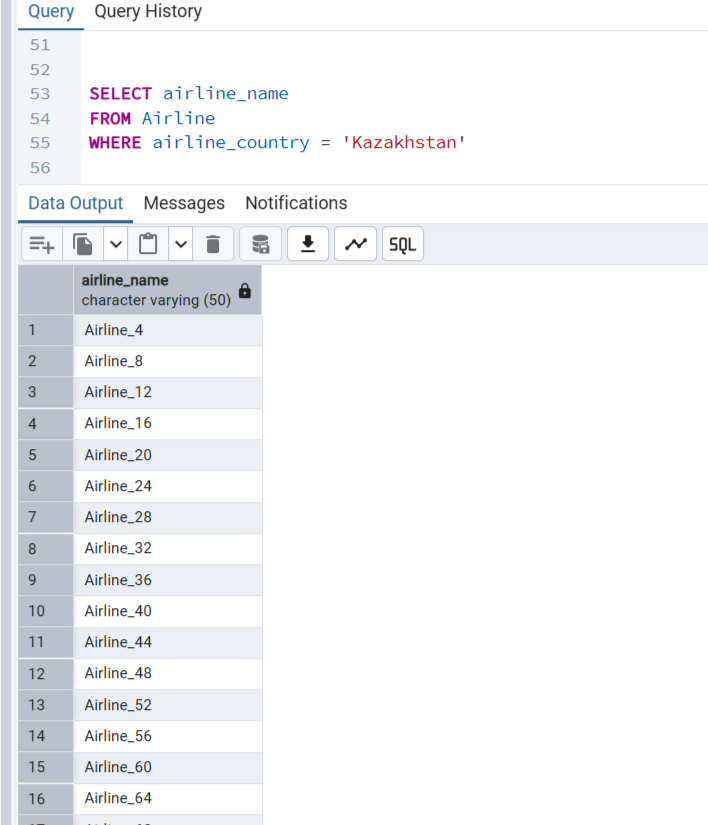 Query Query History
51
52
53 SELECT airline_name
54 FROM Airline
55 WHERE airline_country = 'Kazakhstan'
56
Data Output Messages Notifications
SQL
airline_name
character varying (50)
1 Airline_4
2 Airline_8
3 Airline_12
4 Airline_16
5 Airline_20
6 Airline_24
7 Airline_28
8 Airline_32
9 Airline_36
10 Airline_40
11 Airline_44
12 Airline_48
13 Airline_52
14 Airline_56
15 Airline_60
16 Airline_64